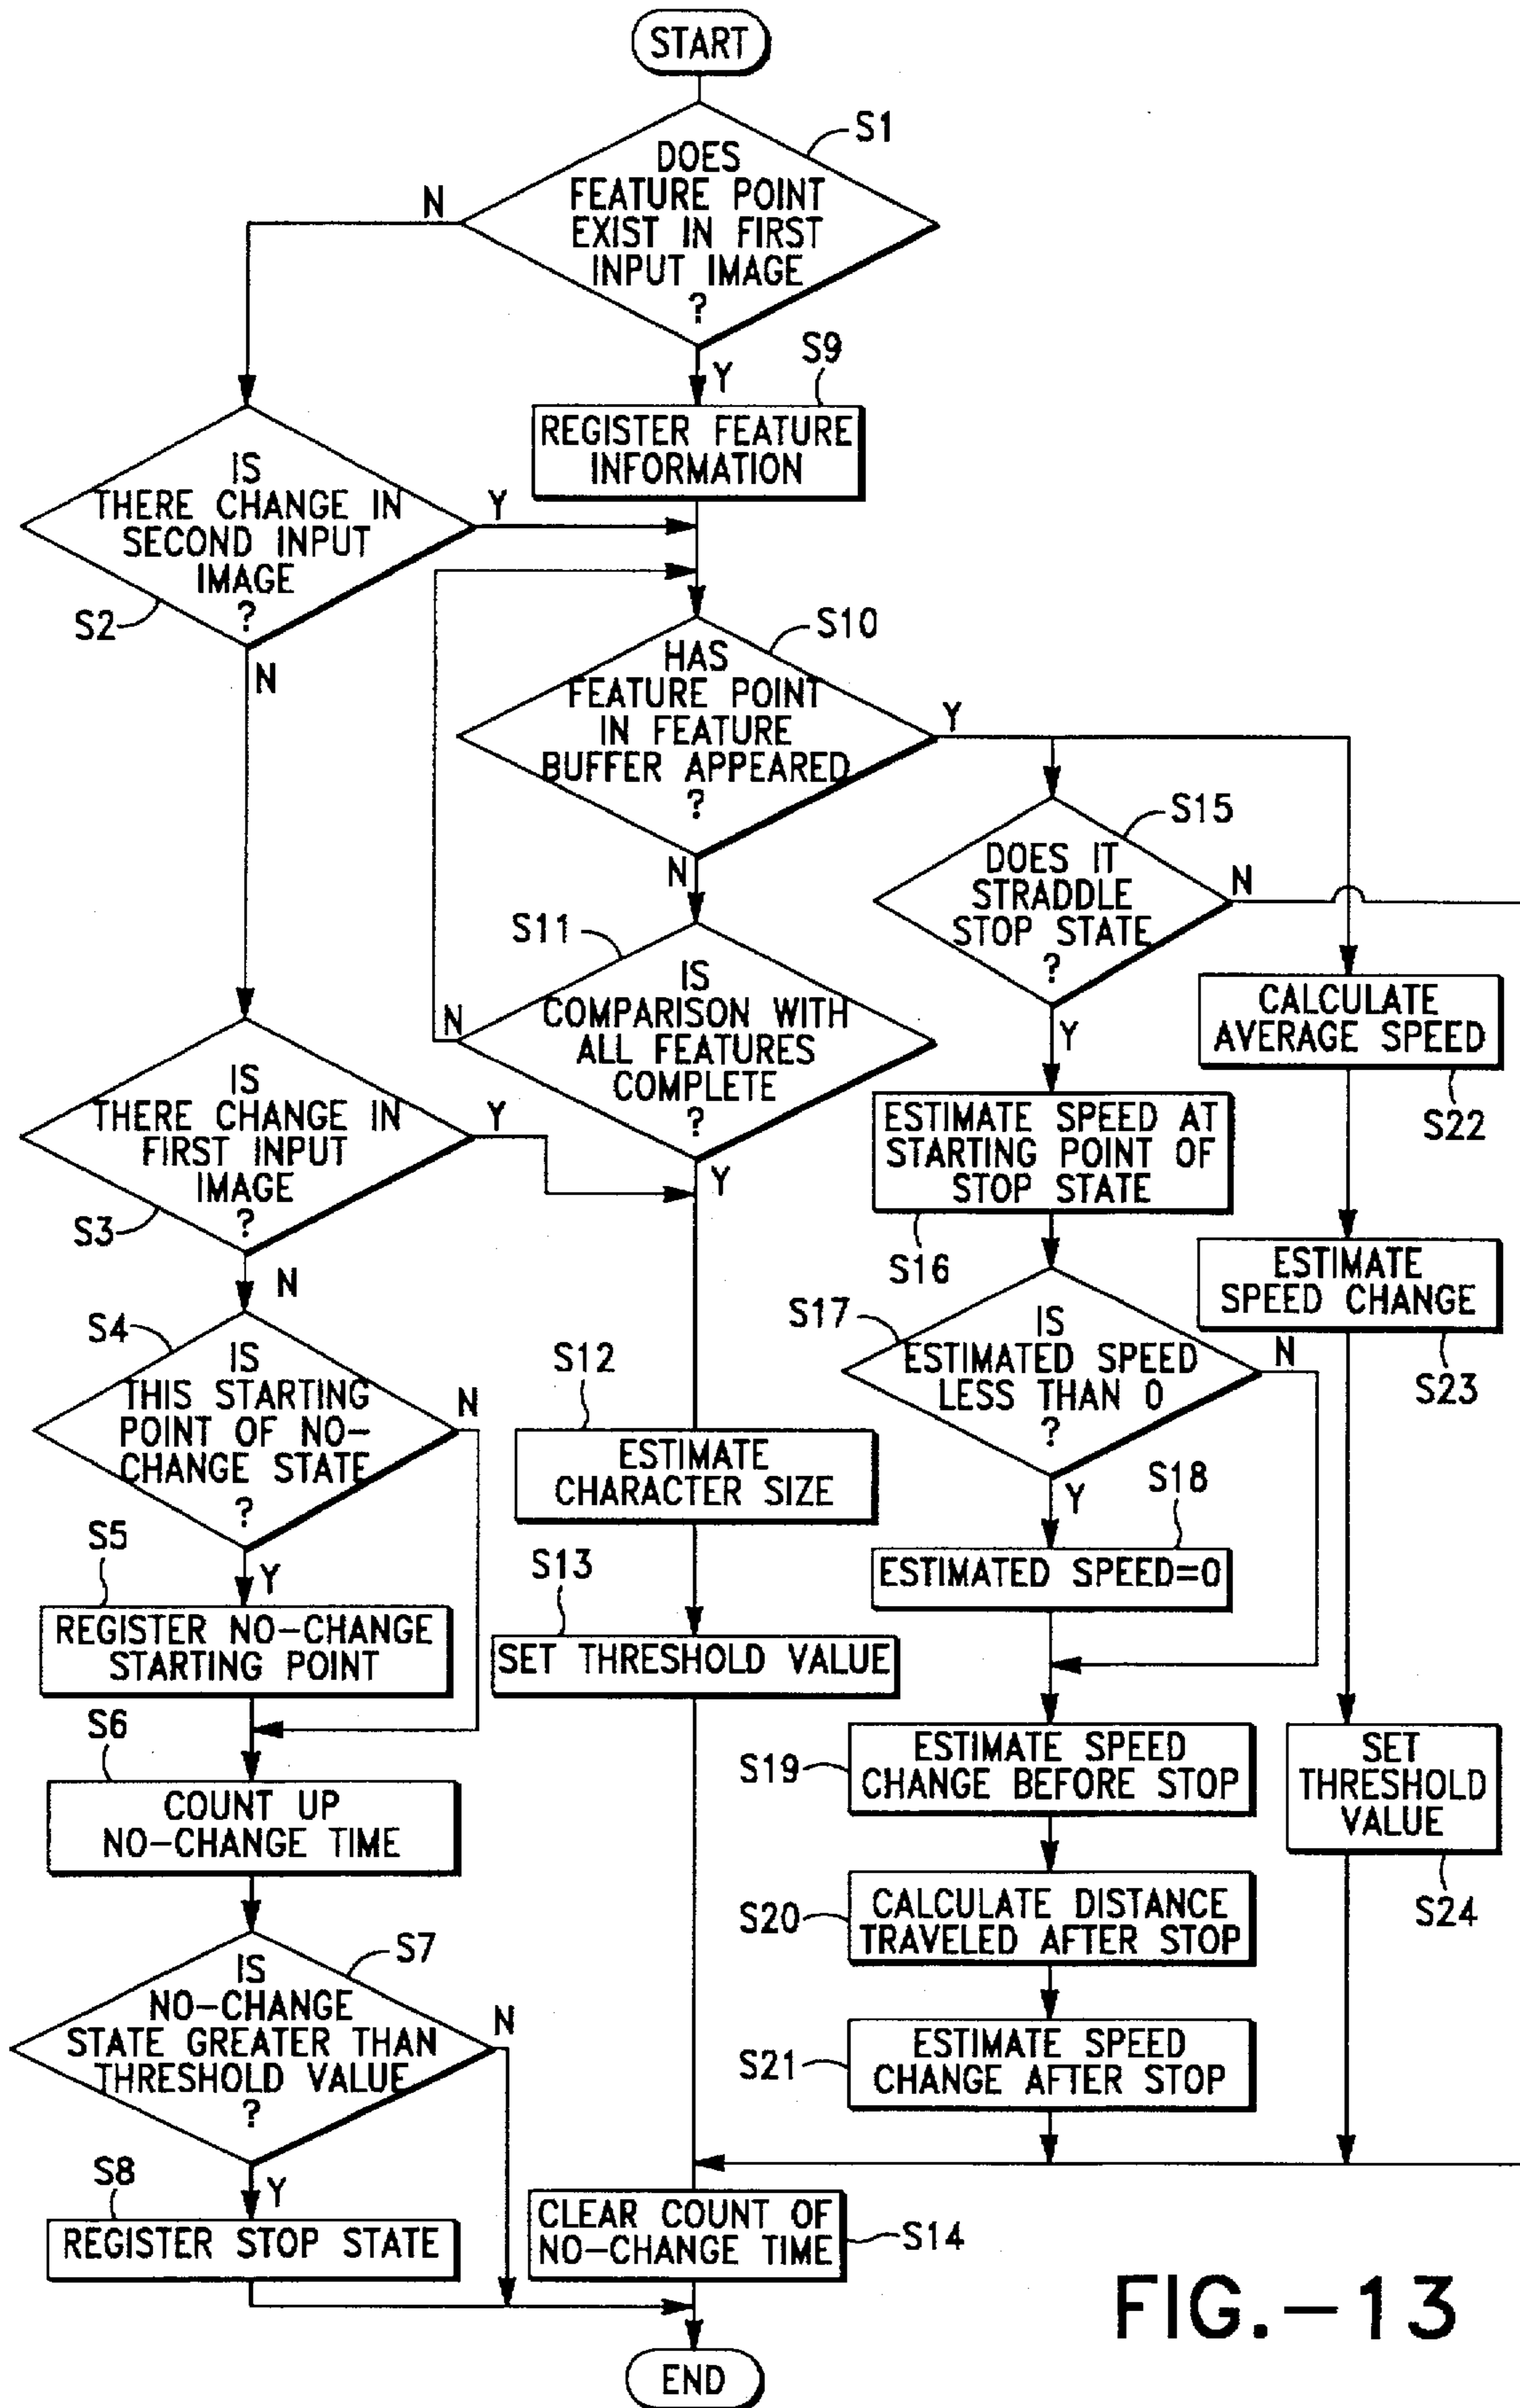 START
S1
DOES
FEATURE POINT
EXIST IN FIRST
INPUT IMAGE
?
N
Y
S9
REGISTER FEATURE
INFORMATION
IS
THERE CHANGE IN
SECOND INPUT
IMAGE
?
S2
Y
N
S10
HAS
FEATURE POINT
IN FEATURE
BUFFER APPEARED
?
Y
N
S11
IS
COMPARISON WITH
ALL FEATURES
COMPLETE
?
N
Y
S15
DOES IT
STRADDLE
STOP STATE
?
N
Y
CALCULATE
AVERAGE SPEED
S22
IS
THERE CHANGE IN
FIRST INPUT
IMAGE
?
S3
Y
N
ESTIMATE SPEED AT
STARTING POINT OF
STOP STATE
S16
ESTIMATE
SPEED CHANGE
S23
S4
IS
THIS STARTING
POINT OF NO-
CHANGE STATE
?
N
Y
S17
IS
ESTIMATED SPEED
LESS THAN 0
?
N
Y
S12
ESTIMATE
CHARACTER SIZE
S18
ESTIMATED SPEED=0
S5
REGISTER NO-CHANGE
STARTING POINT
S13
SET THRESHOLD VALUE
S6
COUNT UP
NO-CHANGE TIME
S19
ESTIMATE SPEED
CHANGE BEFORE STOP
SET
THRESHOLD
VALUE
S24
S20
CALCULATE DISTANCE
TRAVELED AFTER STOP
S7
IS
NO-CHANGE
STATE GREATER THAN
THRESHOLD VALUE
?
N
Y
S21
ESTIMATE SPEED
CHANGE AFTER STOP
S8
REGISTER STOP STATE
CLEAR COUNT OF
NO-CHANGE TIME
S14
END
FIG.-13